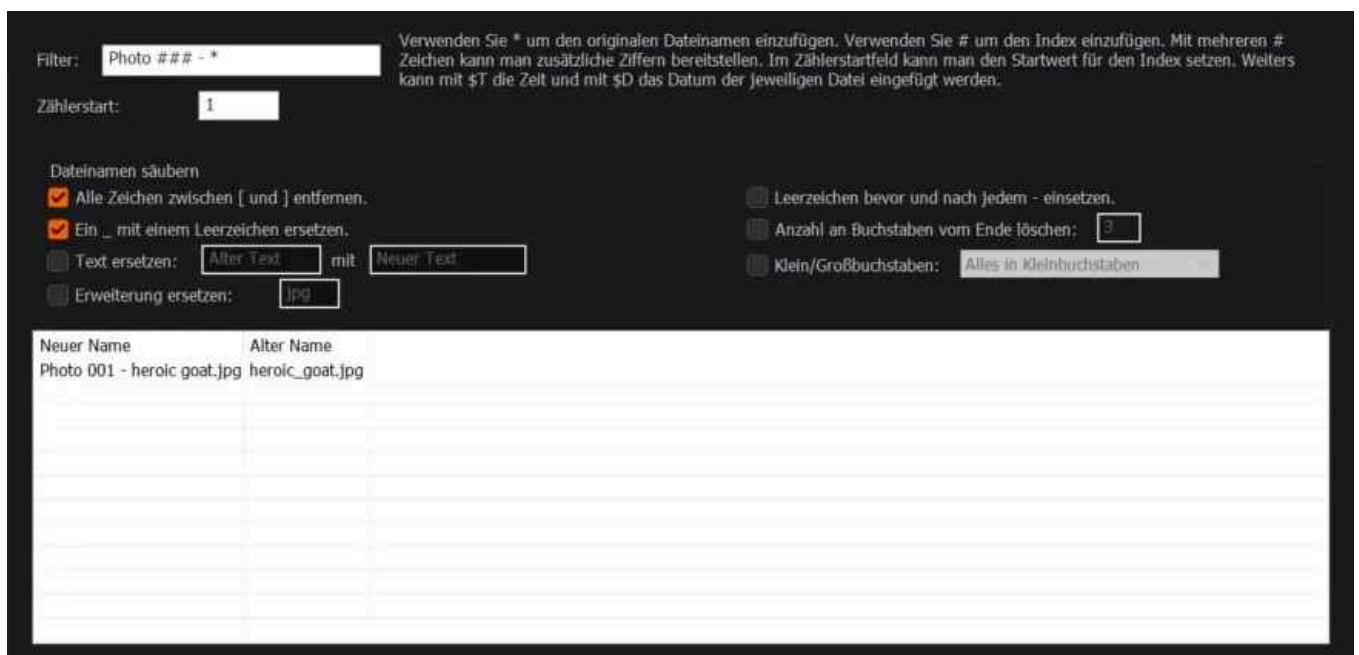 Filter: Photo ### - *
Verwenden Sie * um den originalen Dateinamen einzufügen. Verwenden Sie # um den Index einzufügen. Mit mehreren #
Zeichen kann man zusätzliche Ziffern bereitstellen. Im Zählerstartfeld kann man den Startwert für den Index setzen. Weiters
kann mit $T die Zeit und mit $D das Datum der jeweiligen Datei eingefügt werden.
Zählerstart: 1
Dateinamen säubern
Alle Zeichen zwischen [ und ] entfernen.
Ein _ mit einem Leerzeichen ersetzen.
Text ersetzen: Alter Text mit Neuer Text
Erweiterung ersetzen: jpg
Leerzeichen bevor und nach jedem - einsetzen.
Anzahl an Buchstaben vom Ende löschen: 3
Klein/Großbuchstaben: Alles in Kleinbuchstaben
Neuer Name Alter Name
Photo 001 - heroic goat.jpg heroic_goat.jpg